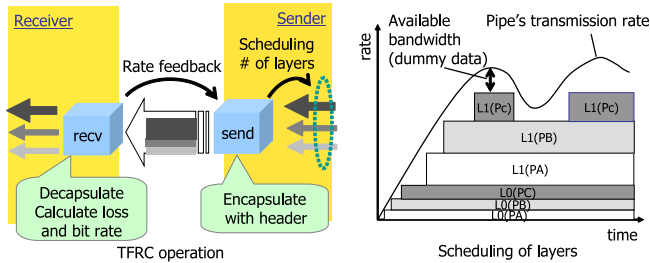 Receiver
Sender
Rate feedback
Scheduling
# of layers
recv
send
Decapsulate
Calculate loss
and bit rate
Encapsulate
with header
TFRC operation
Available
bandwidth
(dummy data)
Pipe's transmission rate
rate
L1(Pc)
L1(Pc)
L1(PB)
L1(PA)
L0(PC)
L0(PB)
L0(PA)
time
Scheduling of layers